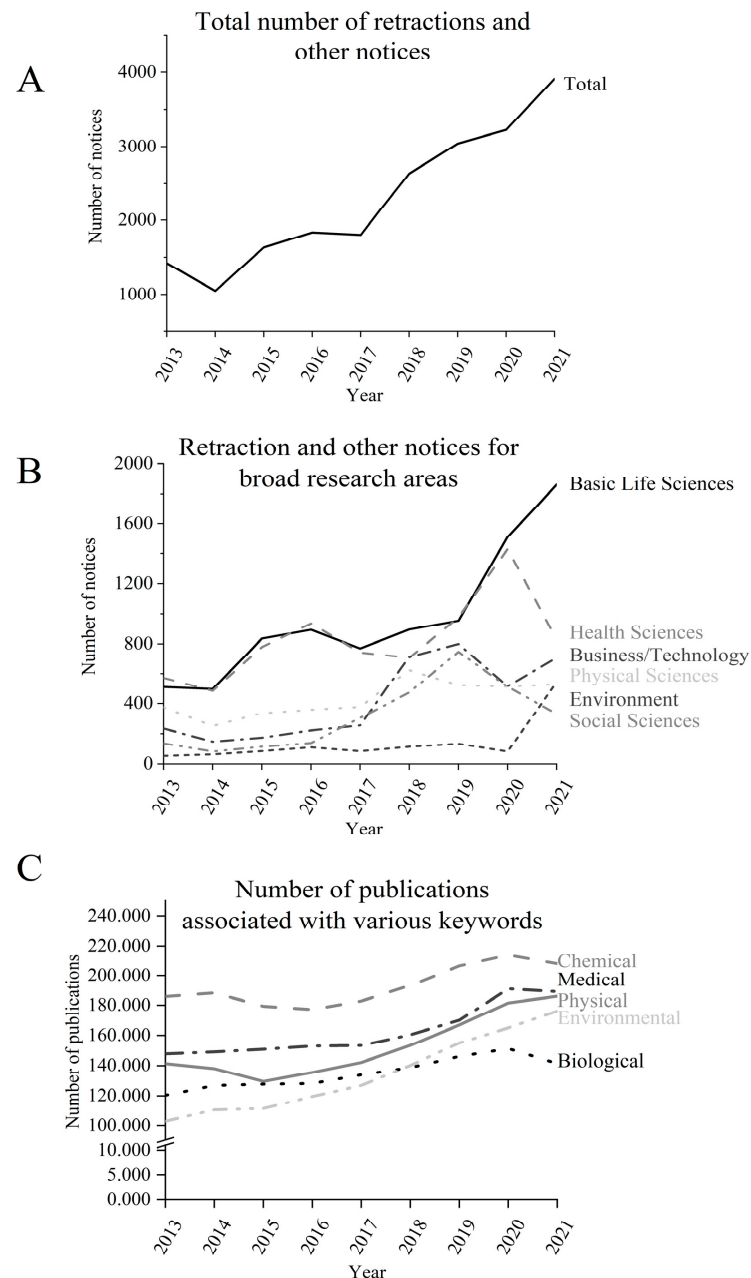 Total number of retractions and
other notices
A
4000
3000
2000
1000
Number of notices
Total
2013
2014
2015
2016
2017
2018
2019
2020
2021
Year
Retraction and other notices for
broad research areas
B
2000
1600
1200
800
400
0
Number of notices
Basic Life Sciences
Health Sciences
Business/Technology
Physical Sciences
Environment
Social Sciences
2013
2014
2015
2016
2017
2018
2019
2020
2021
Year
C
Number of publications
associated with various keywords
240.000
220.000
200.000
180.000
160.000
140.000
120.000
100.000
10.000
5.000
0.000
Number of publications
Chemical
Medical
Physical
Environmental
Biological
2013
2014
2015
2016
2017
2018
2019
2020
2021
Year